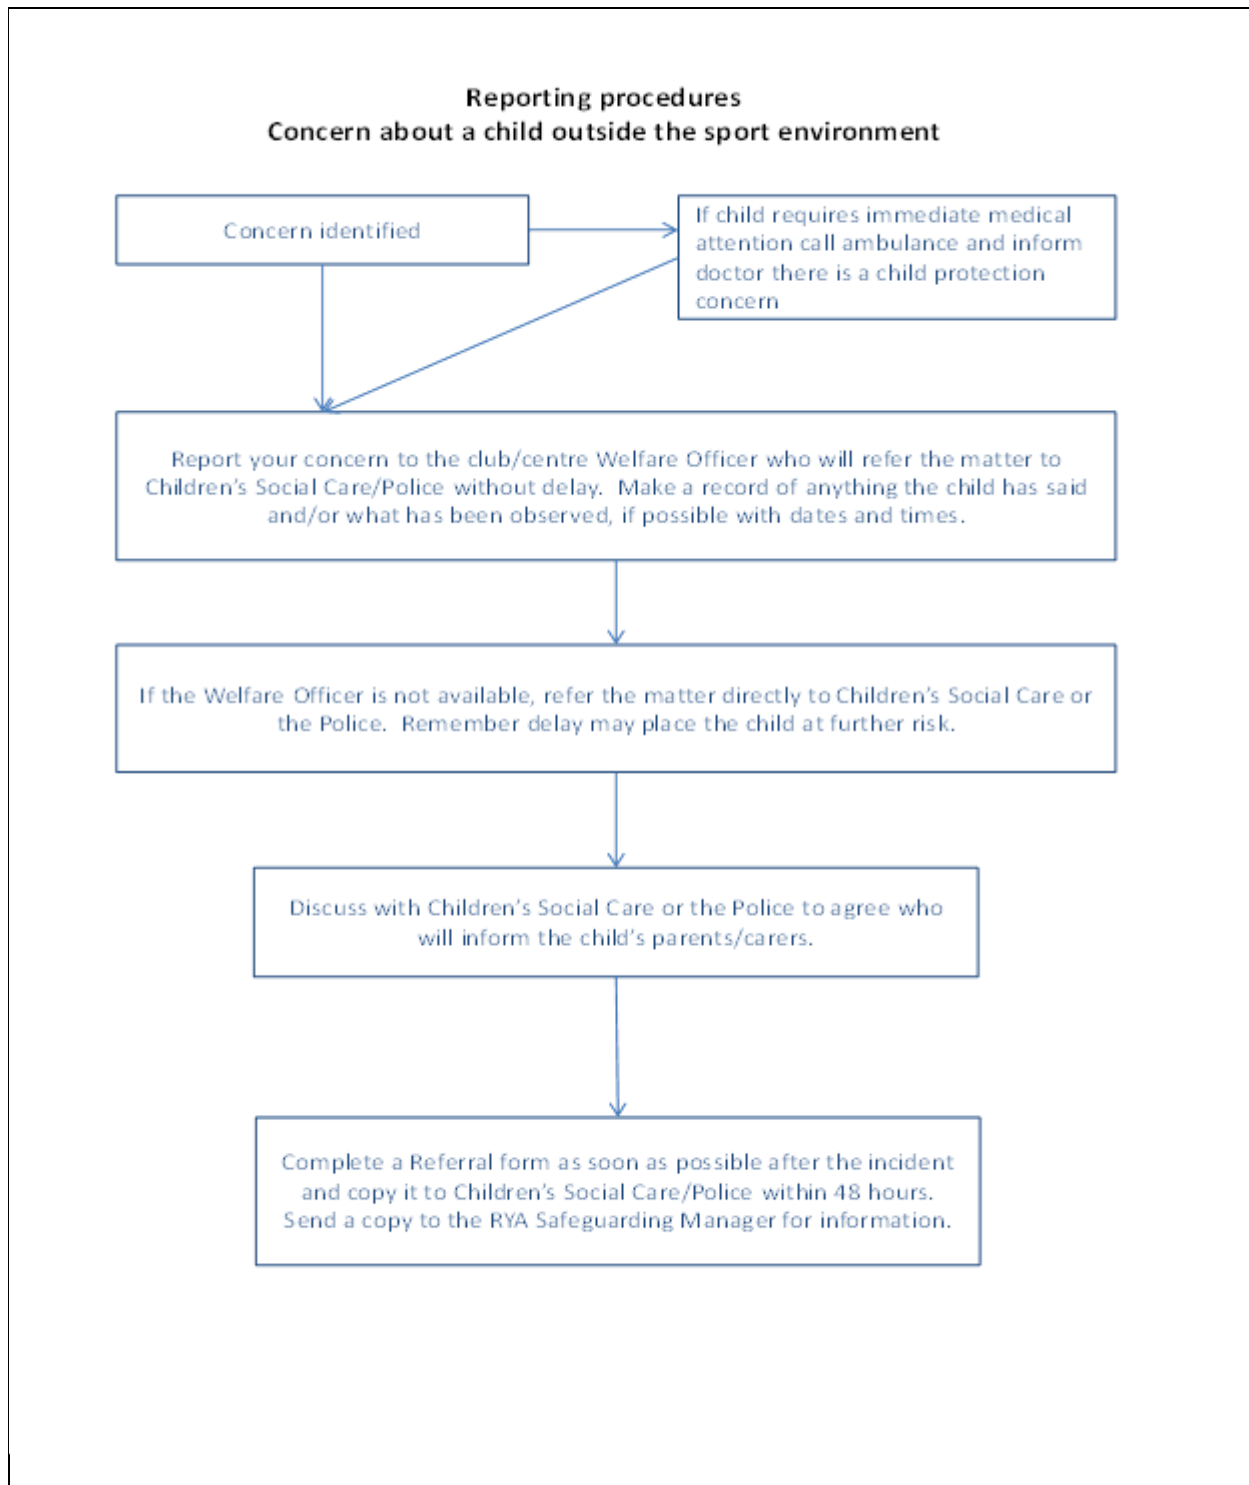 Reporting procedures
Concern about a child outside the sport environment
Concern identified
If child requires immediate medical
attention call ambulance and inform
doctor there is a child protection
concern
Report your concern to the club/centre Welfare Officer who will refer the matter to
Children’s Social Care/Police without delay.  Make a record of anything the child has said
and/or what has been observed, if possible with dates and times.
If the Welfare Officer is not available, refer the matter directly to Children’s Social Care or
the Police.  Remember delay may place the child at further risk.
Discuss with Children’s Social Care or the Police to agree who
will inform the child’s parents/carers.
Complete a Referral form as soon as possible after the incident
and copy it to Children’s Social Care/Police within 48 hours.
Send a copy to the RYA Safeguarding Manager for information.